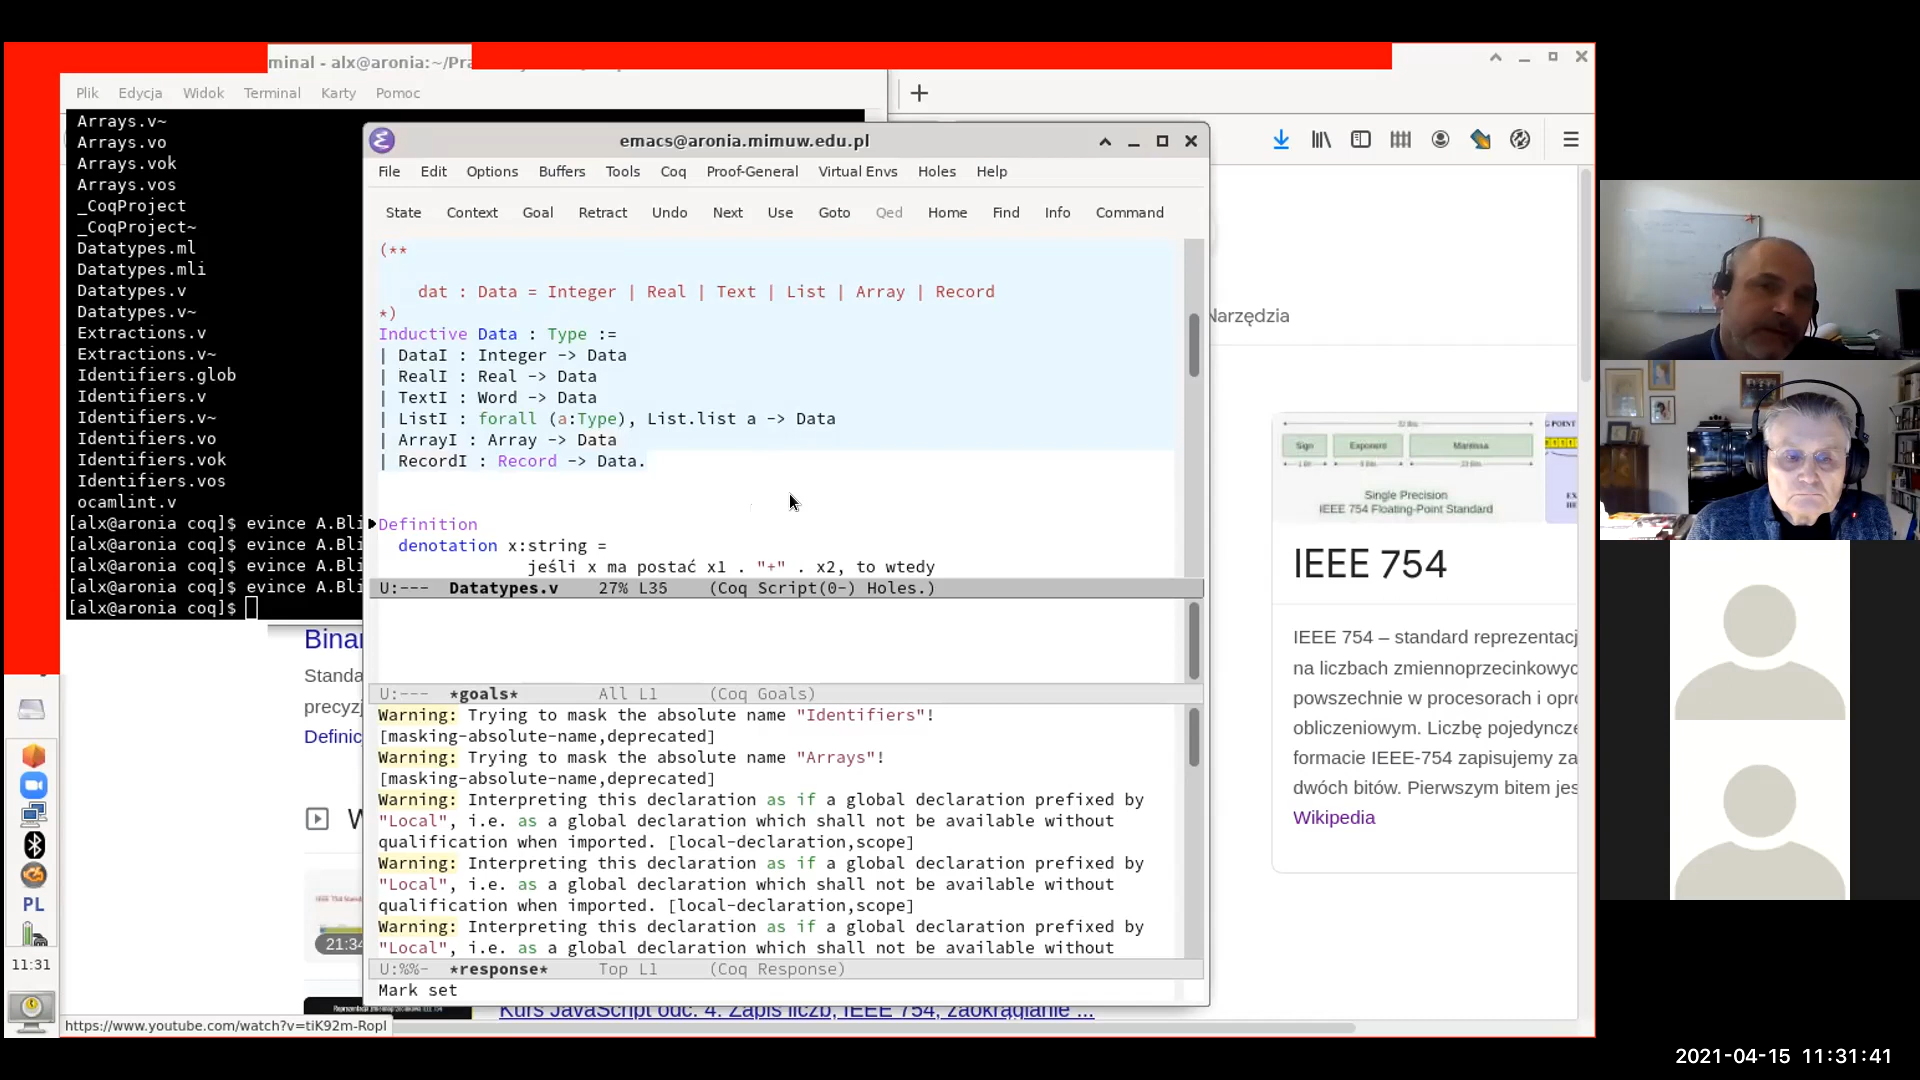 minal - alx@aronia:~/Pra
Plik Edycja Widok Terminal Karty Pomoc
Arrays.v~
Arrays.vo
Arrays.vok
Arrays.vos
_CoqProject
_CoqProject~
Datatypes.ml
Datatypes.mli
Datatypes.v
Datatypes.v~
Extractions.v
Extractions.v~
Identifiers.glob
Identifiers.v
Identifiers.v~
Identifiers.vo
Identifiers.vok
Identifiers.vos
ocamlint.v
[alx@aronia coq]$ evince A.Bli
[alx@aronia coq]$ evince A.Bli
[alx@aronia coq]$ evince A.Bli
[alx@aronia coq]$ evince A.Bli
[alx@aronia coq]$
emacs@aronia.mimuw.edu.pl
File Edit Options Buffers Tools Coq Proof-General Virtual Envs Holes Help
State Context Goal Retract Undo Next Use Goto Qed Home Find Info Command
(**
dat : Data = Integer | Real | Text | List | Array | Record
*)
Inductive Data : Type :=
| DataI : Integer -> Data
| RealI : Real -> Data
| TextI : Word -> Data
| ListI : forall (a:Type), List.list a -> Data
| ArrayI : Array -> Data
| RecordI : Record -> Data.
Definition
denotation x:string =
jeśli x ma postać x1 . "+" . x2, to wtedy
U:--- Datatypes.v 27% L35 (Coq Script(0-) Holes.)
U:--- *goals* All L1 (Coq Goals)
Warning: Trying to mask the absolute name "Identifiers"!
[masking-absolute-name,deprecated]
Warning: Trying to mask the absolute name "Arrays"!
[masking-absolute-name,deprecated]
Warning: Interpreting this declaration as if a global declaration prefixed by
"Local", i.e. as a global declaration which shall not be available without
qualification when imported. [local-declaration,scope]
Warning: Interpreting this declaration as if a global declaration prefixed by
"Local", i.e. as a global declaration which shall not be available without
qualification when imported. [local-declaration,scope]
Warning: Interpreting this declaration as if a global declaration prefixed by
"Local", i.e. as a global declaration which shall not be available without
U:%%- *response* Top L1 (Coq Response)
Mark set
Binar
Standa
precyzj
Definic
W
21:34
PL
11:31
https://www.youtube.com/watch?v=tiK92m-RopI
Kurs JavaScript odc. 4. Zapis liczb, IEEE 754, zaokrąglanie ...
Narzędzia
Sign Exponent Mantissa
Single Precision
IEEE 754 Floating-Point Standard
IEEE 754
IEEE 754 – standard reprezentacj
na liczbach zmiennoprzecinkowyc
powszechnie w procesorach i opro
obliczeniowym. Liczbę pojedyncze
formacie IEEE-754 zapisujemy za
dwóch bitów. Pierwszym bitem jes
Wikipedia
2021-04-15 11:31:41